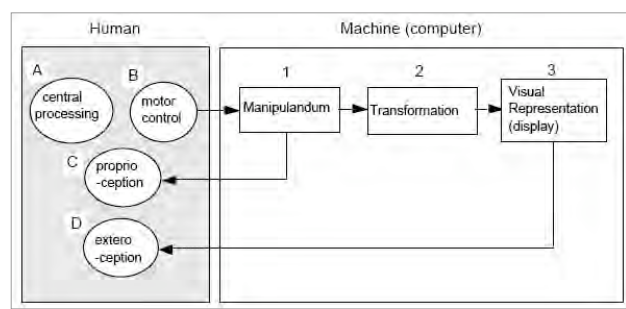 Human
Machine (computer)
A
central
processing
B
motor
control
C
proprio
-ception
D
extero
-ception
1
Manipulandum
2
Transformation
3
Visual
Representation
(display)